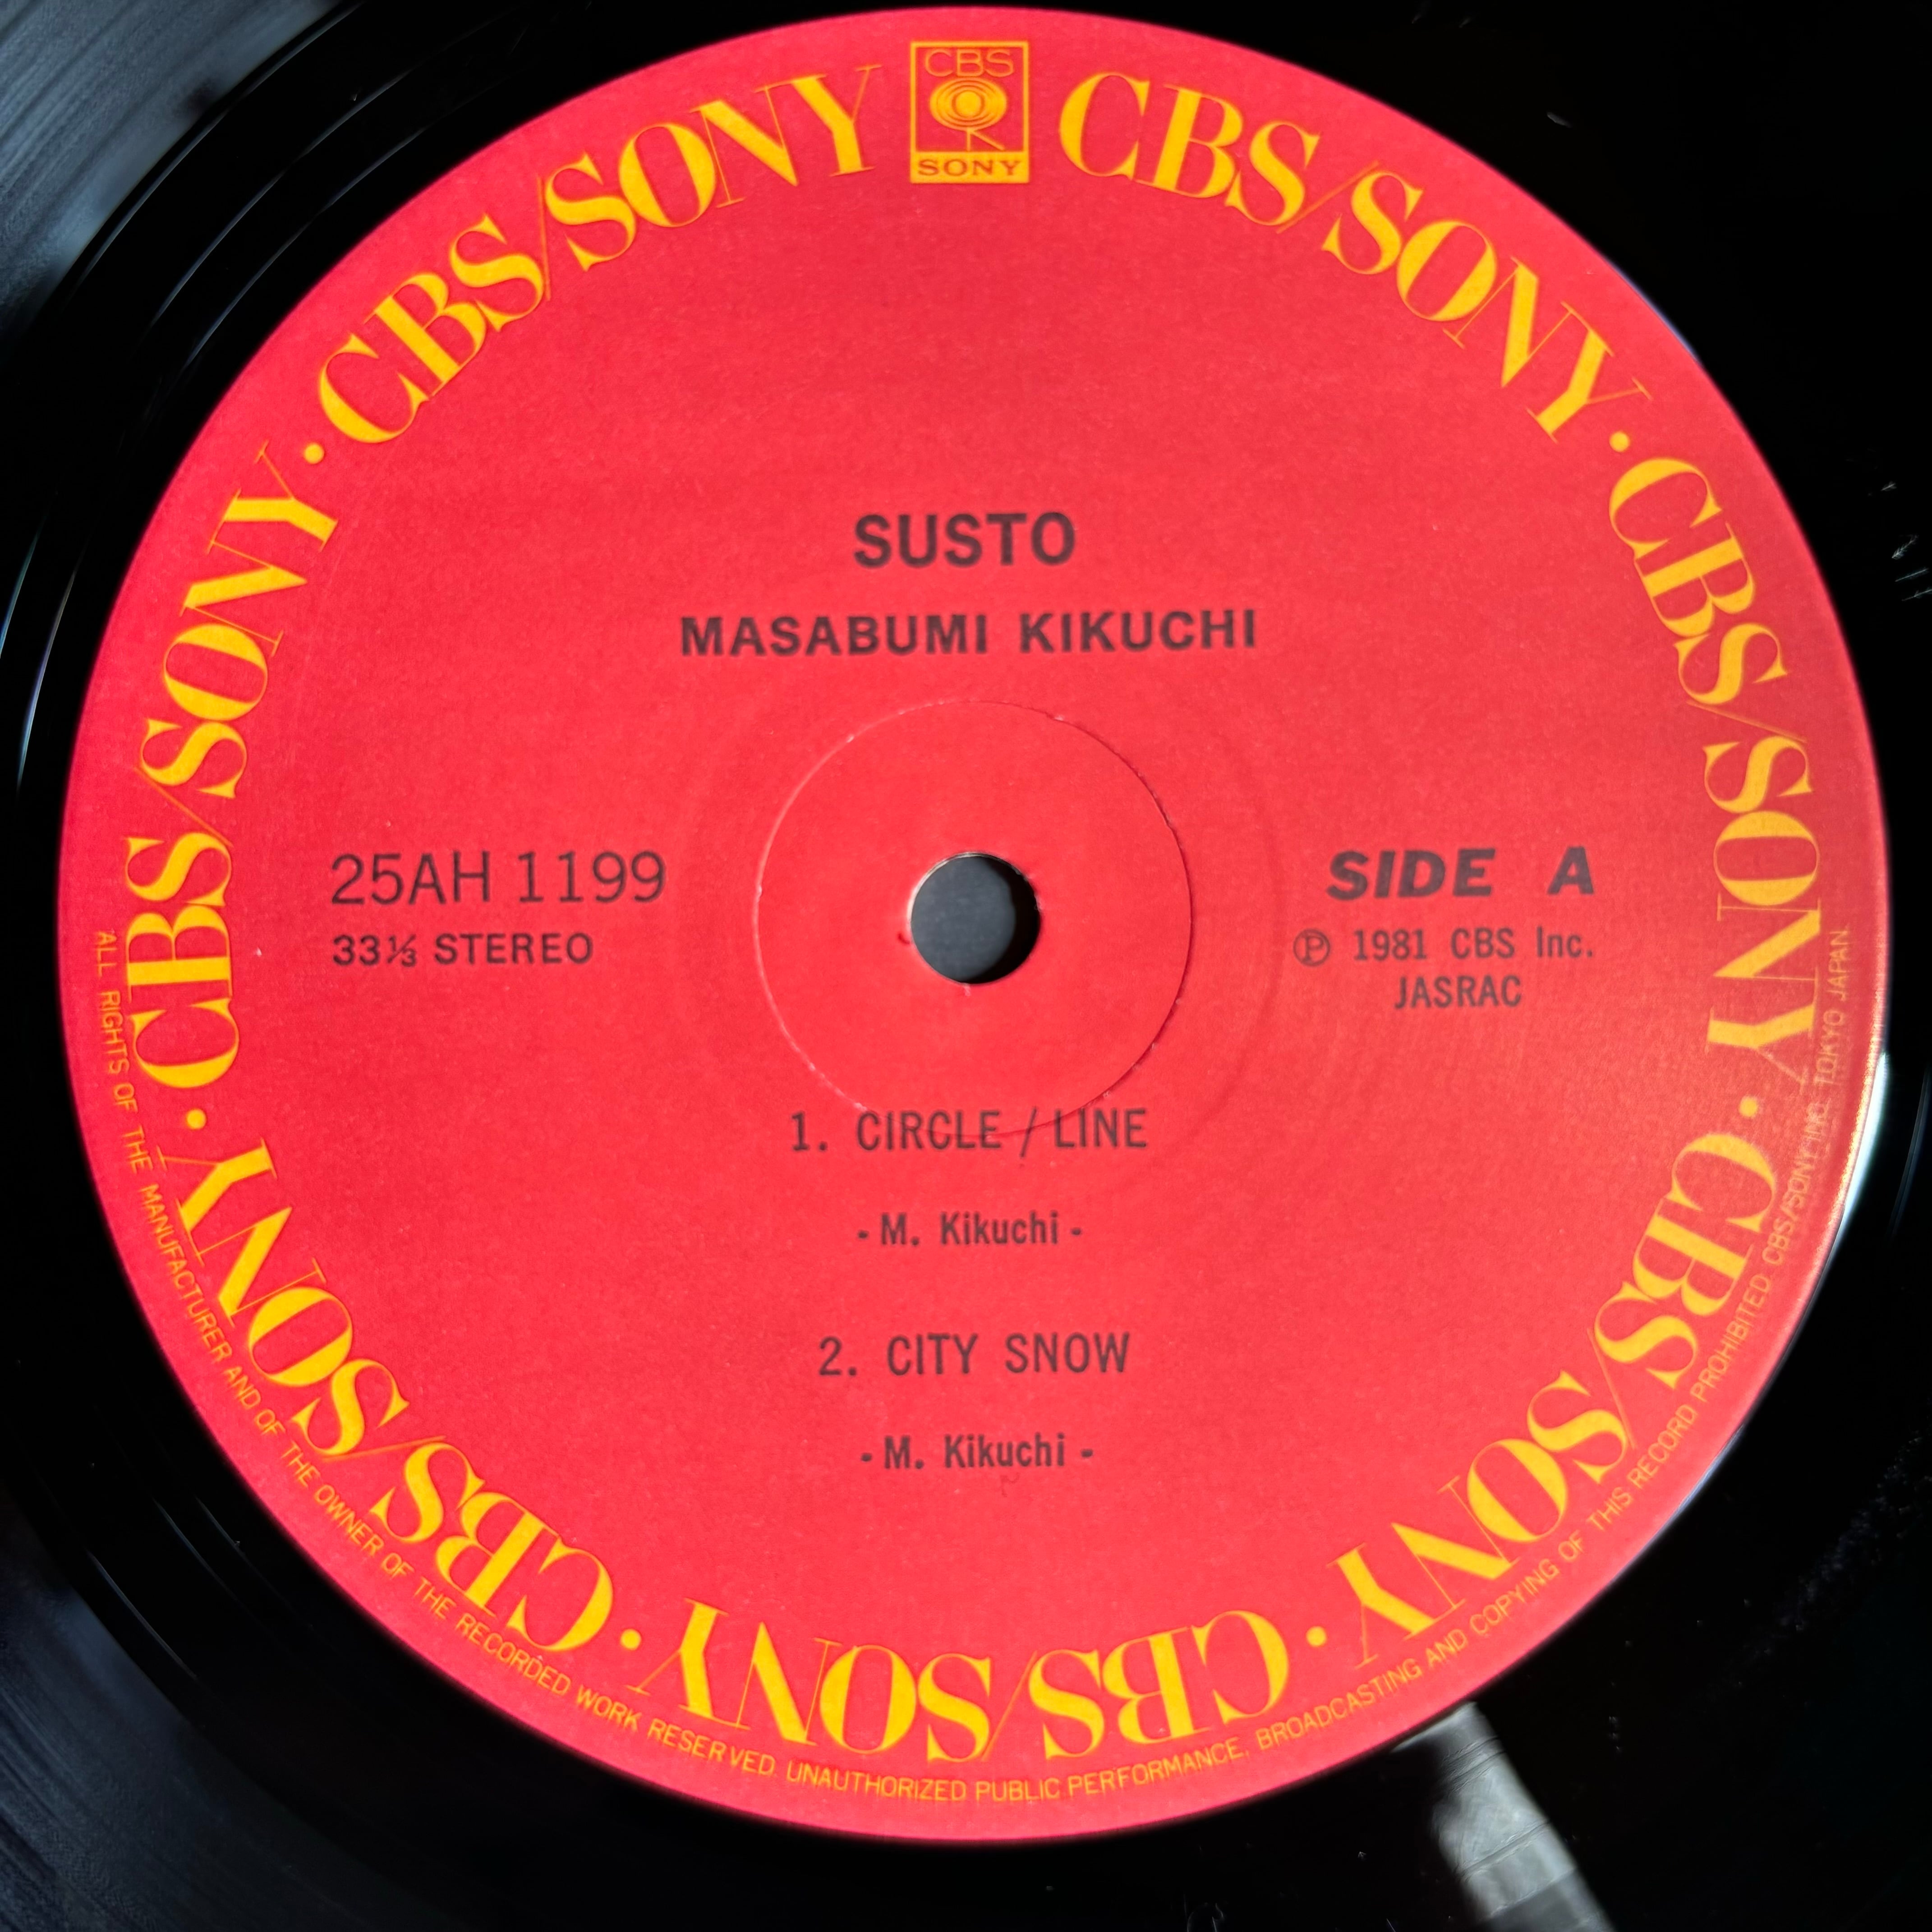 CBS
SONY
CBS/SONY · CBS/SONY · CBS/SONY · CBS/SONY · CBS/SONY · CBS/SONY · CBS/SONY
SUSTO
MASABUMI KIKUCHI
25AH 1199
33⅓ STEREO
SIDE A
Ⓟ 1981 CBS Inc.
JASRAC
1. CIRCLE / LINE
- M. Kikuchi -
2. CITY SNOW
- M. Kikuchi -
ALL RIGHTS OF THE MANUFACTURER AND OF THE OWNER OF THE RECORDED WORK RESERVED. UNAUTHORIZED PUBLIC PERFORMANCE, BROADCASTING AND COPYING OF THIS RECORD PROHIBITED CBS/SONY INC. TOKYO JAPAN.